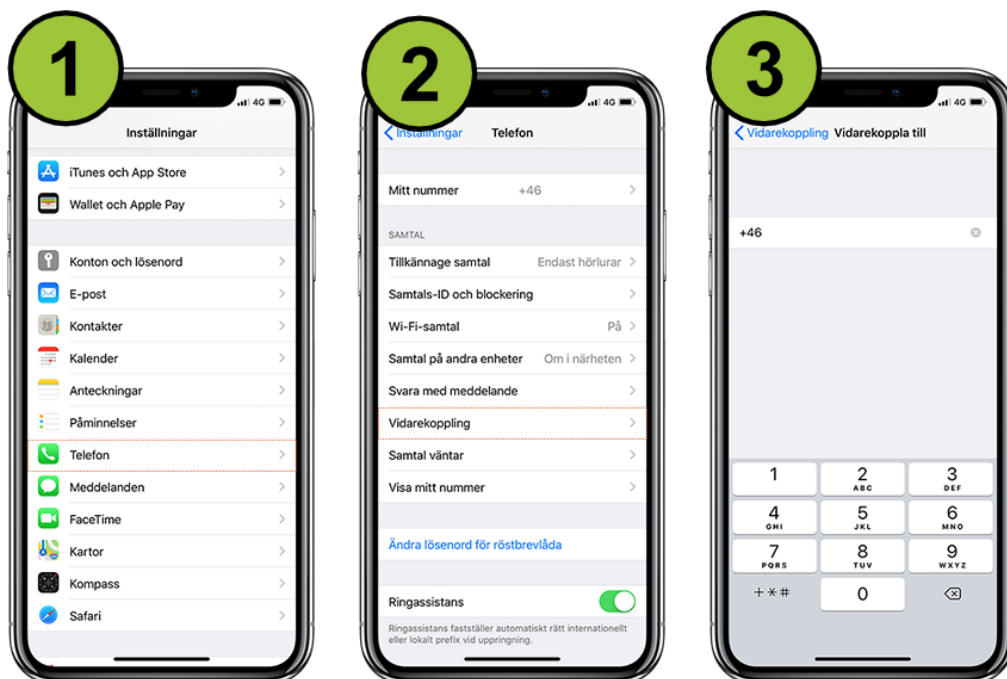 1
4G
Inställningar
iTunes och App Store
Wallet och Apple Pay
Konton och lösenord
E-post
Kontakter
Kalender
Anteckningar
Påminnelser
Telefon
Meddelanden
FaceTime
Kartor
Kompass
Safari
2
4G
Inställningar Telefon
Mitt nummer +46
SAMTAL
Tillkännage samtal Endast hörlurar
Samtals-ID och blockering
Wi-Fi-samtal På
Samtal på andra enheter Om i närheten
Svara med meddelande
Vidarekoppling
Samtal väntar
Visa mitt nummer
Ändra lösenord för röstbrevlåda
Ringassistans
Ringassistans fastställer automatiskt rätt internationellt
eller lokalt prefix vid uppringning.
3
4G
Vidarekoppling Vidarekoppla till
+46
1 2 3
ABC DEF
4 5 6
GHI JKL MNO
7 8 9
PQRS TUV WXYZ
+*# 0